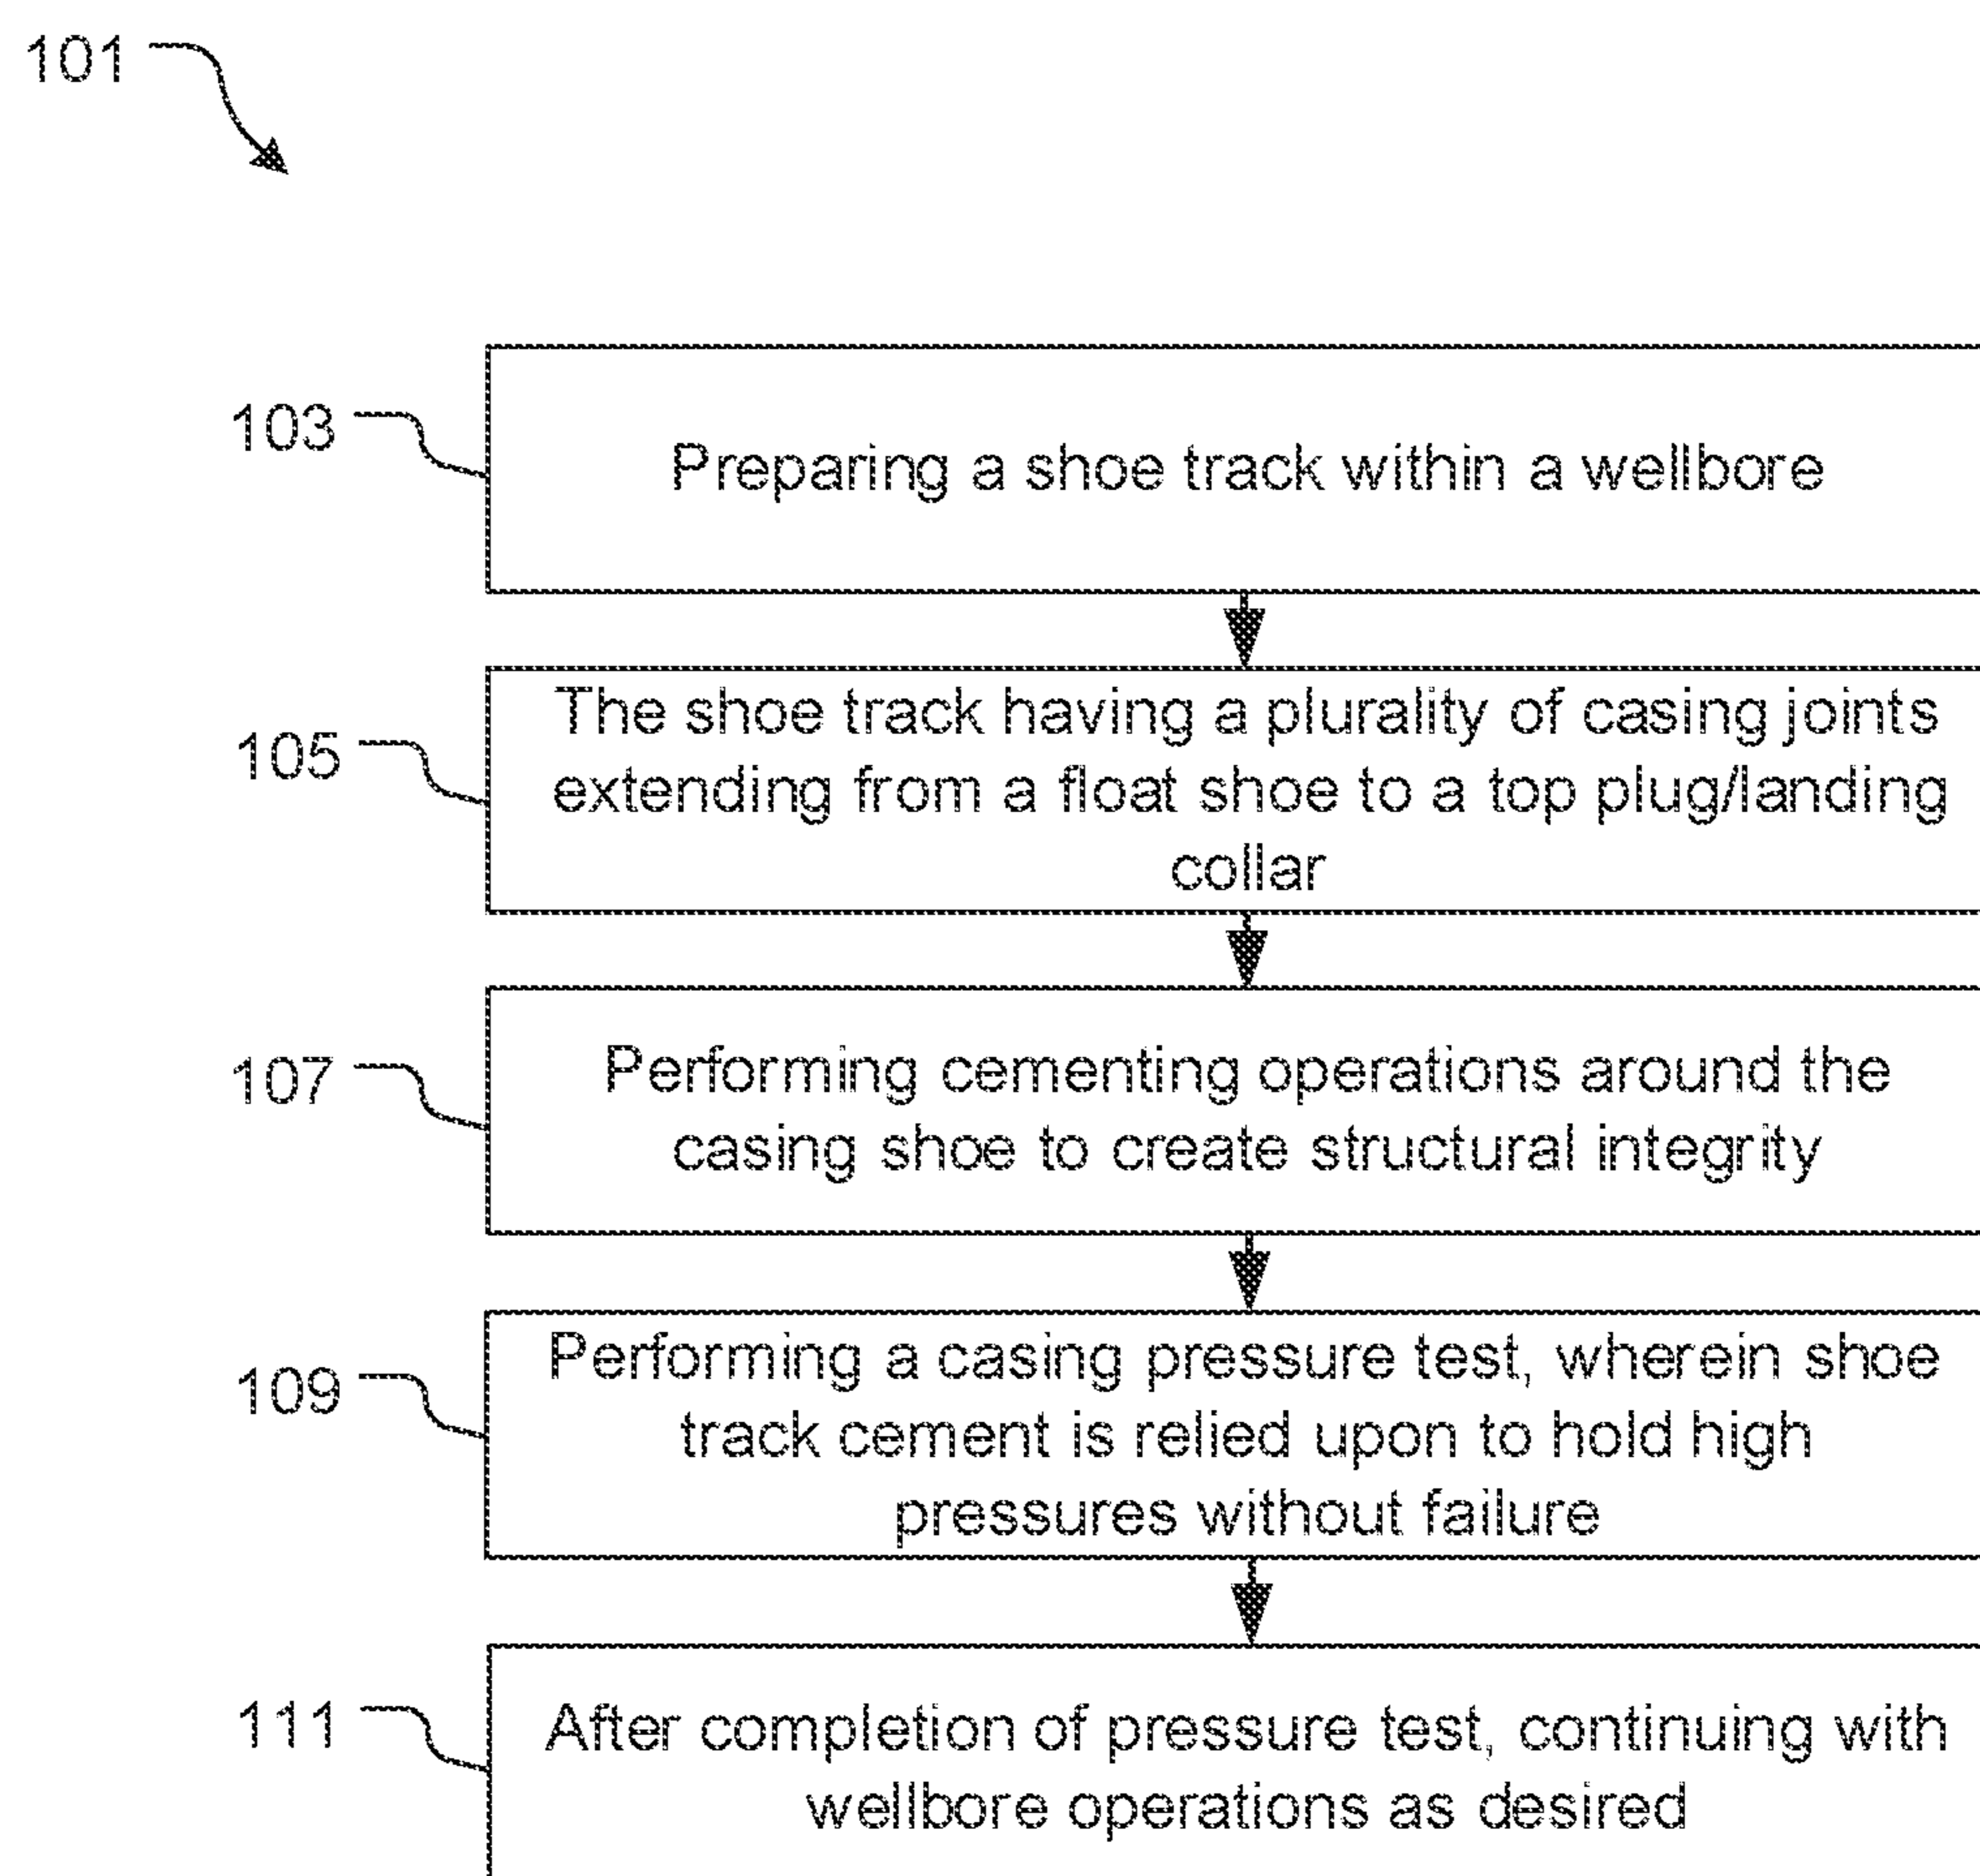 101
103
Preparing a shoe track within a wellbore
105
The shoe track having a plurality of casing joints
extending from a float shoe to a top plug/landing
collar
107
Performing cementing operations around the
casing shoe to create structural integrity
109
Performing a casing pressure test, wherein shoe
track cement is relied upon to hold high
pressures without failure
111
After completion of pressure test, continuing with
wellbore operations as desired